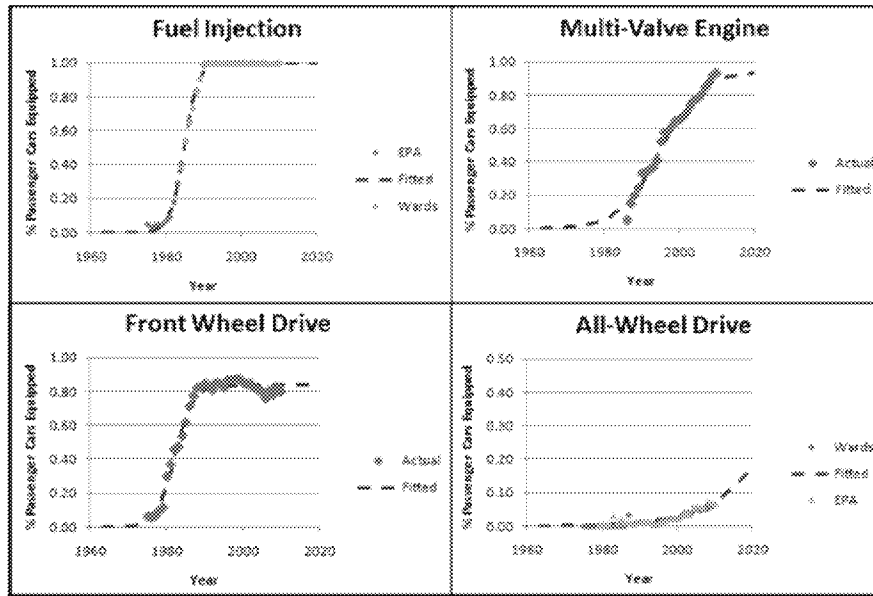 Fuel Injection
% Passenger Cars Equipped
1.00
0.80
0.60
0.40
0.20
0.00
1960 1980 2000 2020
Year
EPA
Fitted
Wards
Multi-Valve Engine
% Passenger Cars Equipped
1.00
0.80
0.60
0.40
0.20
0.00
1960 1980 2000 2020
Year
Actual
Fitted
Front Wheel Drive
% Passenger Cars Equipped
1.00
0.80
0.60
0.40
0.20
0.00
1960 1980 2000 2020
Year
Actual
Fitted
All-Wheel Drive
% Passenger Cars Equipped
0.50
0.40
0.30
0.20
0.10
0.00
1960 1980 2000 2020
Year
Wards
Fitted
EPA